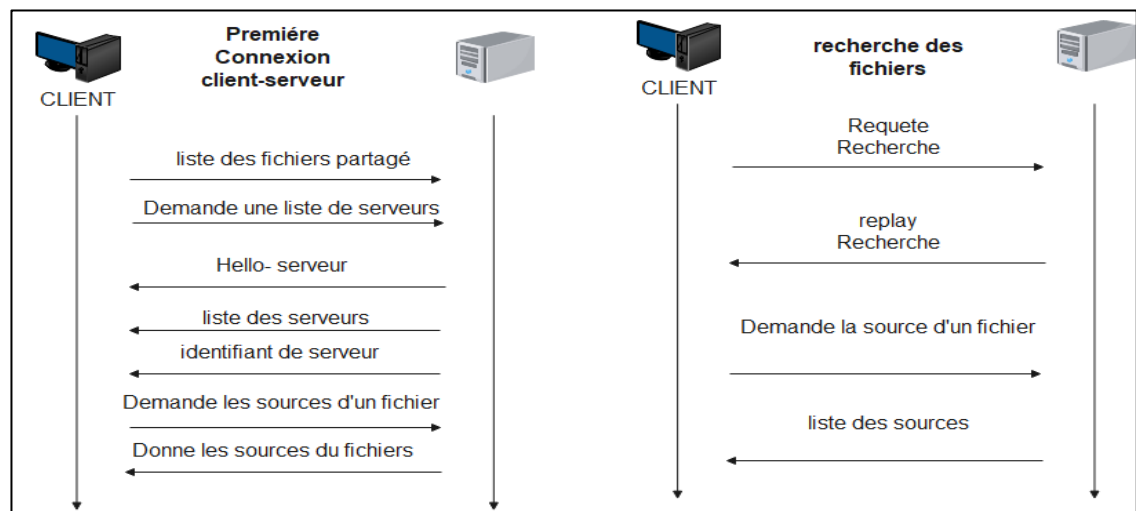 Premiére
Connexion
client-serveur
CLIENT
liste des fichiers partagé
Demande une liste de serveurs
Hello- serveur
liste des serveurs
identifiant de serveur
Demande les sources d'un fichier
Donne les sources du fichiers
recherche des
fichiers
CLIENT
Requete
Recherche
replay
Recherche
Demande la source d'un fichier
liste des sources